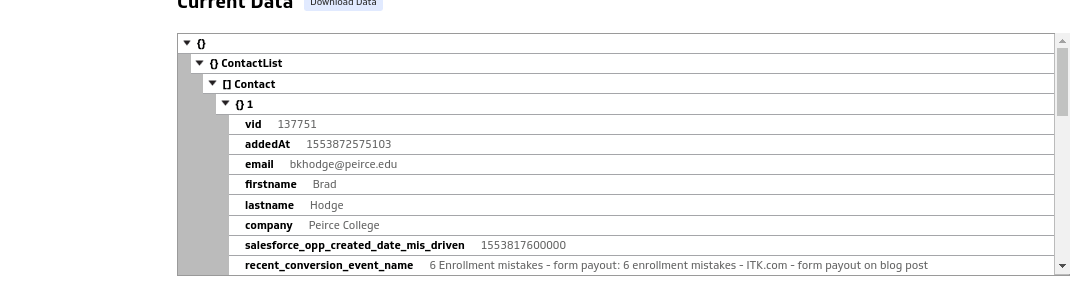 Current Data Download Data
{}
{} ContactList
[] Contact
{} 1
vid 137751
addedAt 1553872575103
email bkhodge@peirce.edu
firstname Brad
lastname Hodge
company Peirce College
salesforce_opp_created_date_mis_driven 1553817600000
recent_conversion_event_name 6 Enrollment mistakes - form payout: 6 enrollment mistakes - ITK.com - form payout on blog post